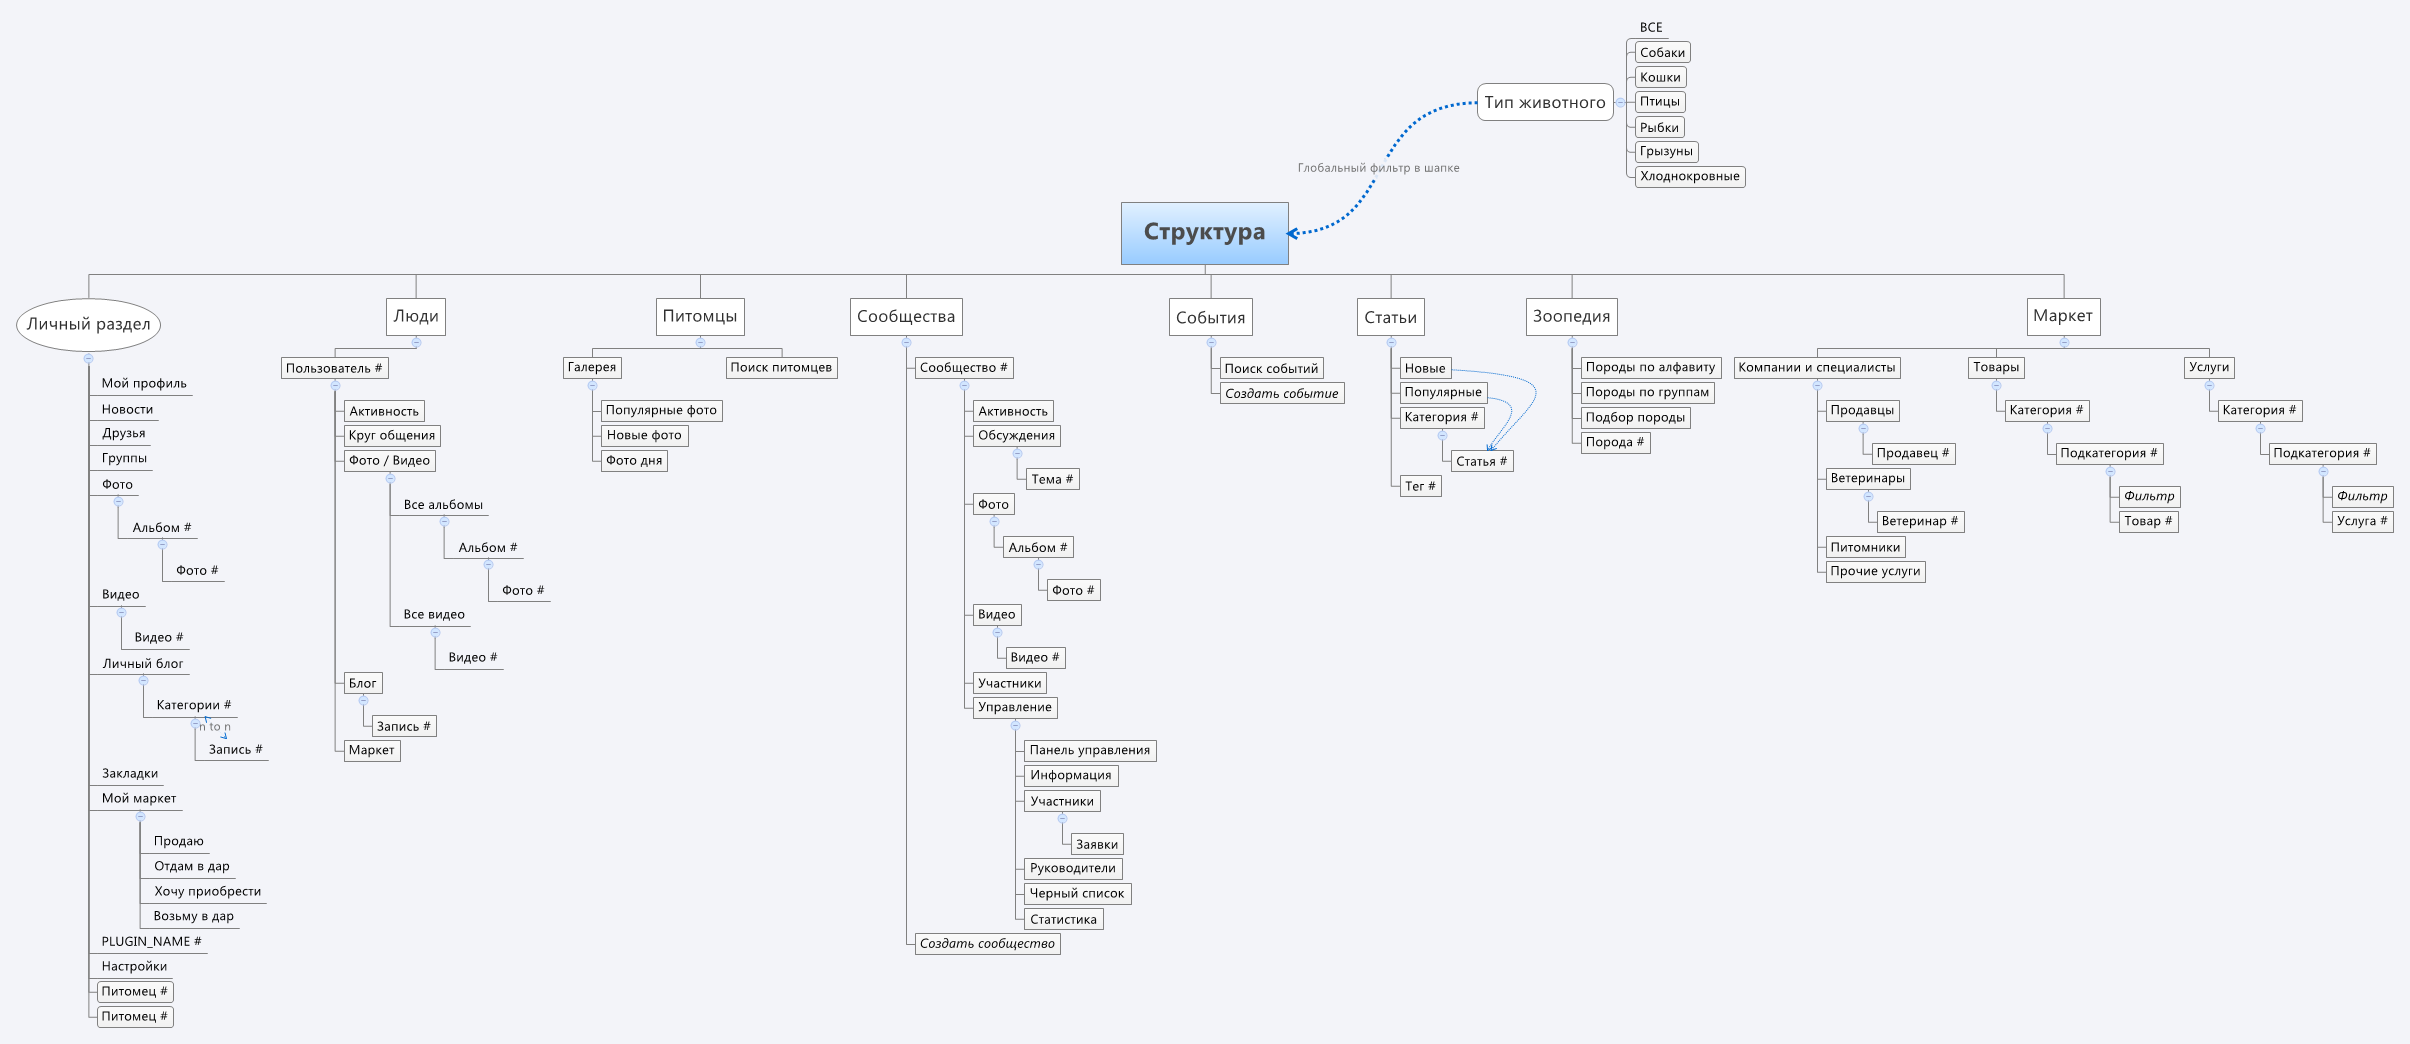 ВСЕ
Собаки
Кошки
Тип животного
Птицы
Рыбки
Грызуны
Хлоднокровные
Глобальный фильтр в шапке
Структура
Личный раздел
Мой профиль
Новости
Друзья
Группы
Фото
Альбом #
Фото #
Видео
Видео #
Личный блог
Категории #
n to n
Запись #
Закладки
Мой маркет
Продаю
Отдам в дар
Хочу приобрести
Возьму в дар
PLUGIN_NAME #
Настройки
Питомец #
Питомец #
Люди
Пользователь #
Активность
Круг общения
Фото / Видео
Все альбомы
Альбом #
Фото #
Все видео
Видео #
Блог
Запись #
Маркет
Питомцы
Галерея
Популярные фото
Новые фото
Фото дня
Поиск питомцев
Сообщества
Сообщество #
Активность
Обсуждения
Тема #
Фото
Альбом #
Фото #
Видео
Видео #
Участники
Управление
Панель управления
Информация
Участники
Заявки
Руководители
Черный список
Статистика
Создать сообщество
События
Поиск событий
Создать событие
Статьи
Новые
Популярные
Категория #
Статья #
Тег #
Зоопедия
Породы по алфавиту
Породы по группам
Подбор породы
Порода #
Маркет
Компании и специалисты
Продавцы
Продавец #
Ветеринары
Ветеринар #
Питомники
Прочие услуги
Товары
Категория #
Подкатегория #
Фильтр
Товар #
Услуги
Категория #
Подкатегория #
Фильтр
Услуга #